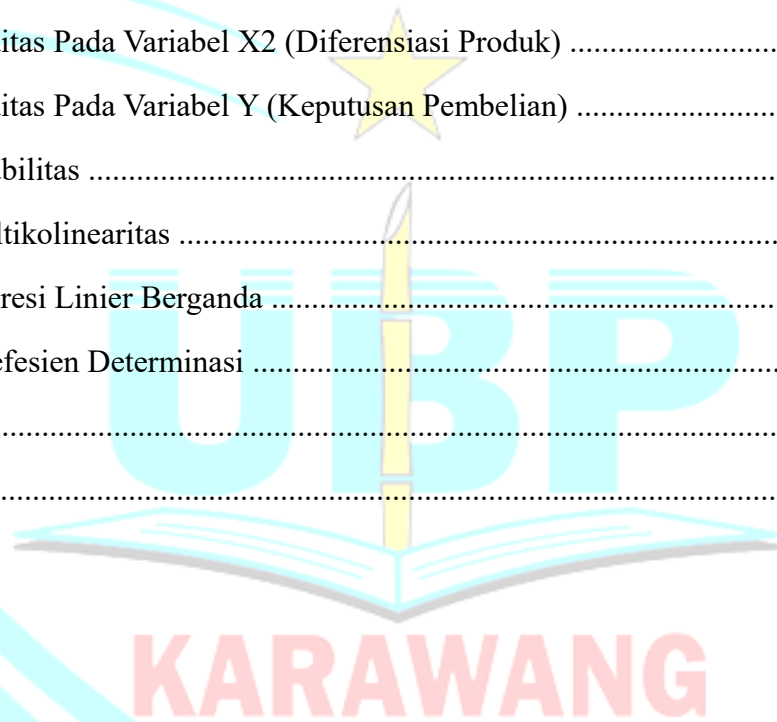 itas Pada Variabel X2 (Diferensiasi Produk) ..........................
itas Pada Variabel Y (Keputusan Pembelian) .........................
bilitas .....................................................................................
ltikolinearitas ..........................................................................
resi Linier Berganda ...............................................................
efesien Determinasi .................................................................
................................................................................................
................................................................................................
UBP
KARAWANG